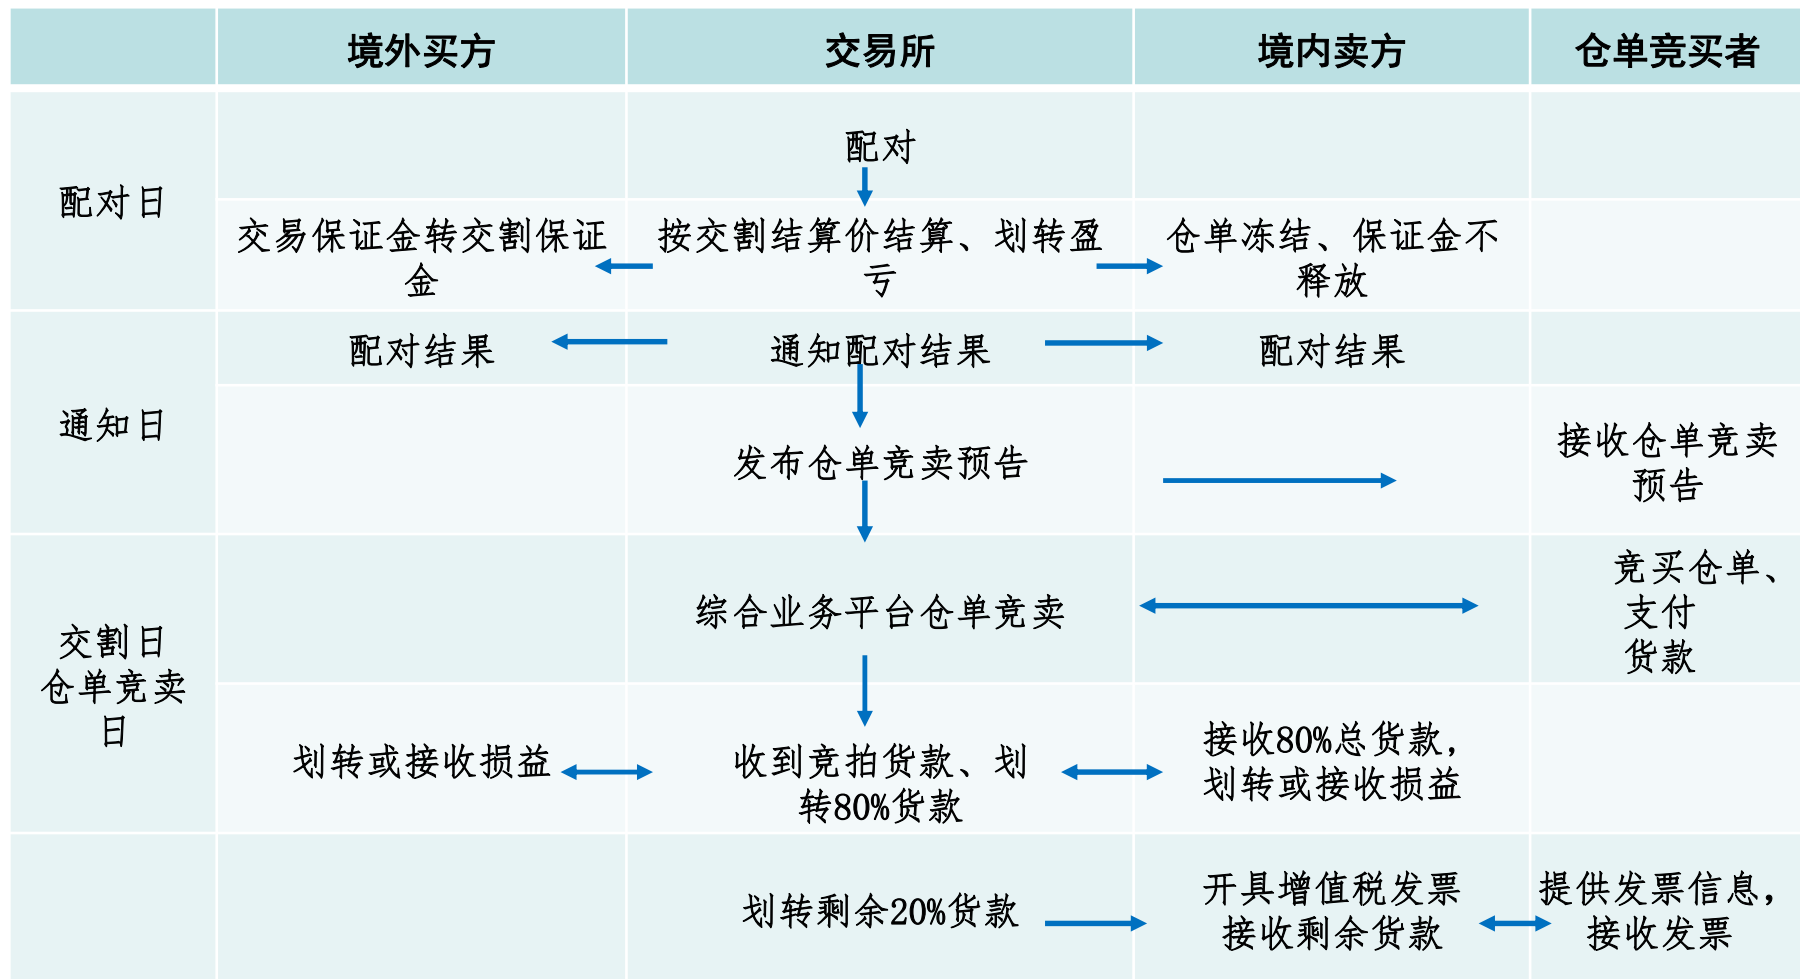 境外买方
交易所
境内卖方
仓单竞买者
配对日
配对
交易保证金转交割保证
金
按交割结算价结算、划转盈
亏
仓单冻结、保证金不
释放
通知日
配对结果
通知配对结果
配对结果
发布仓单竞卖预告
接收仓单竞卖
预告
交割日
仓单竞卖
日
综合业务平台仓单竞卖
竞买仓单、
支付
货款
划转或接收损益
收到竞拍货款、划
转80%货款
接收80%总货款，
划转或接收损益
划转剩余20%货款
开具增值税发票
接收剩余货款
提供发票信息，
接收发票